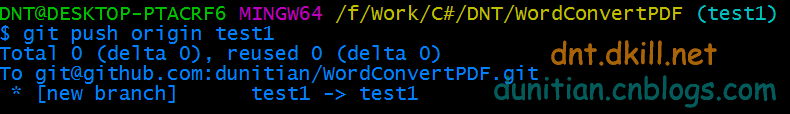 DNT@DESKTOP-PTACRF6 MINGW64 /f/Work/C#/DNT/WordConvertPDF (test1)
$ git push origin test1
Total 0 (delta 0), reused 0 (delta 0)
To git@github.com:dunitian/WordConvertPDF.git
 * [new branch]      test1 -> test1
dnt.dkill.net
dunitian.cnblogs.com